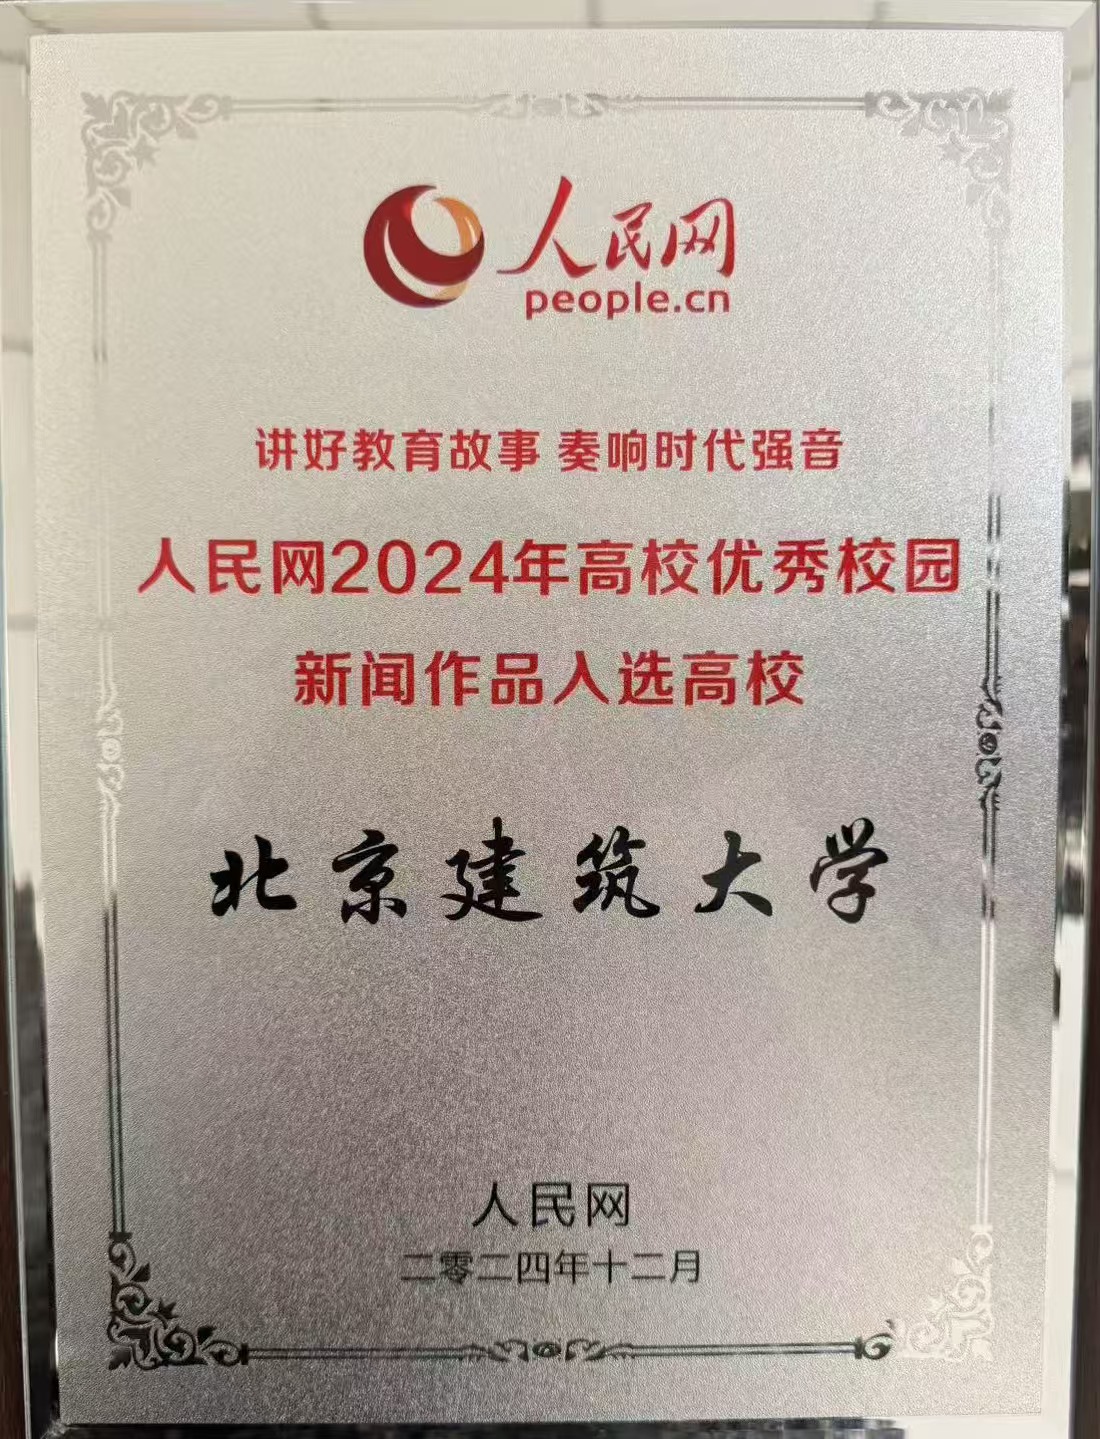 人民网
people.cn
讲好教育故事 奏响时代强音
人民网2024年高校优秀校园
新闻作品入选高校
北京建筑大学
人民网
二零二四年十二月